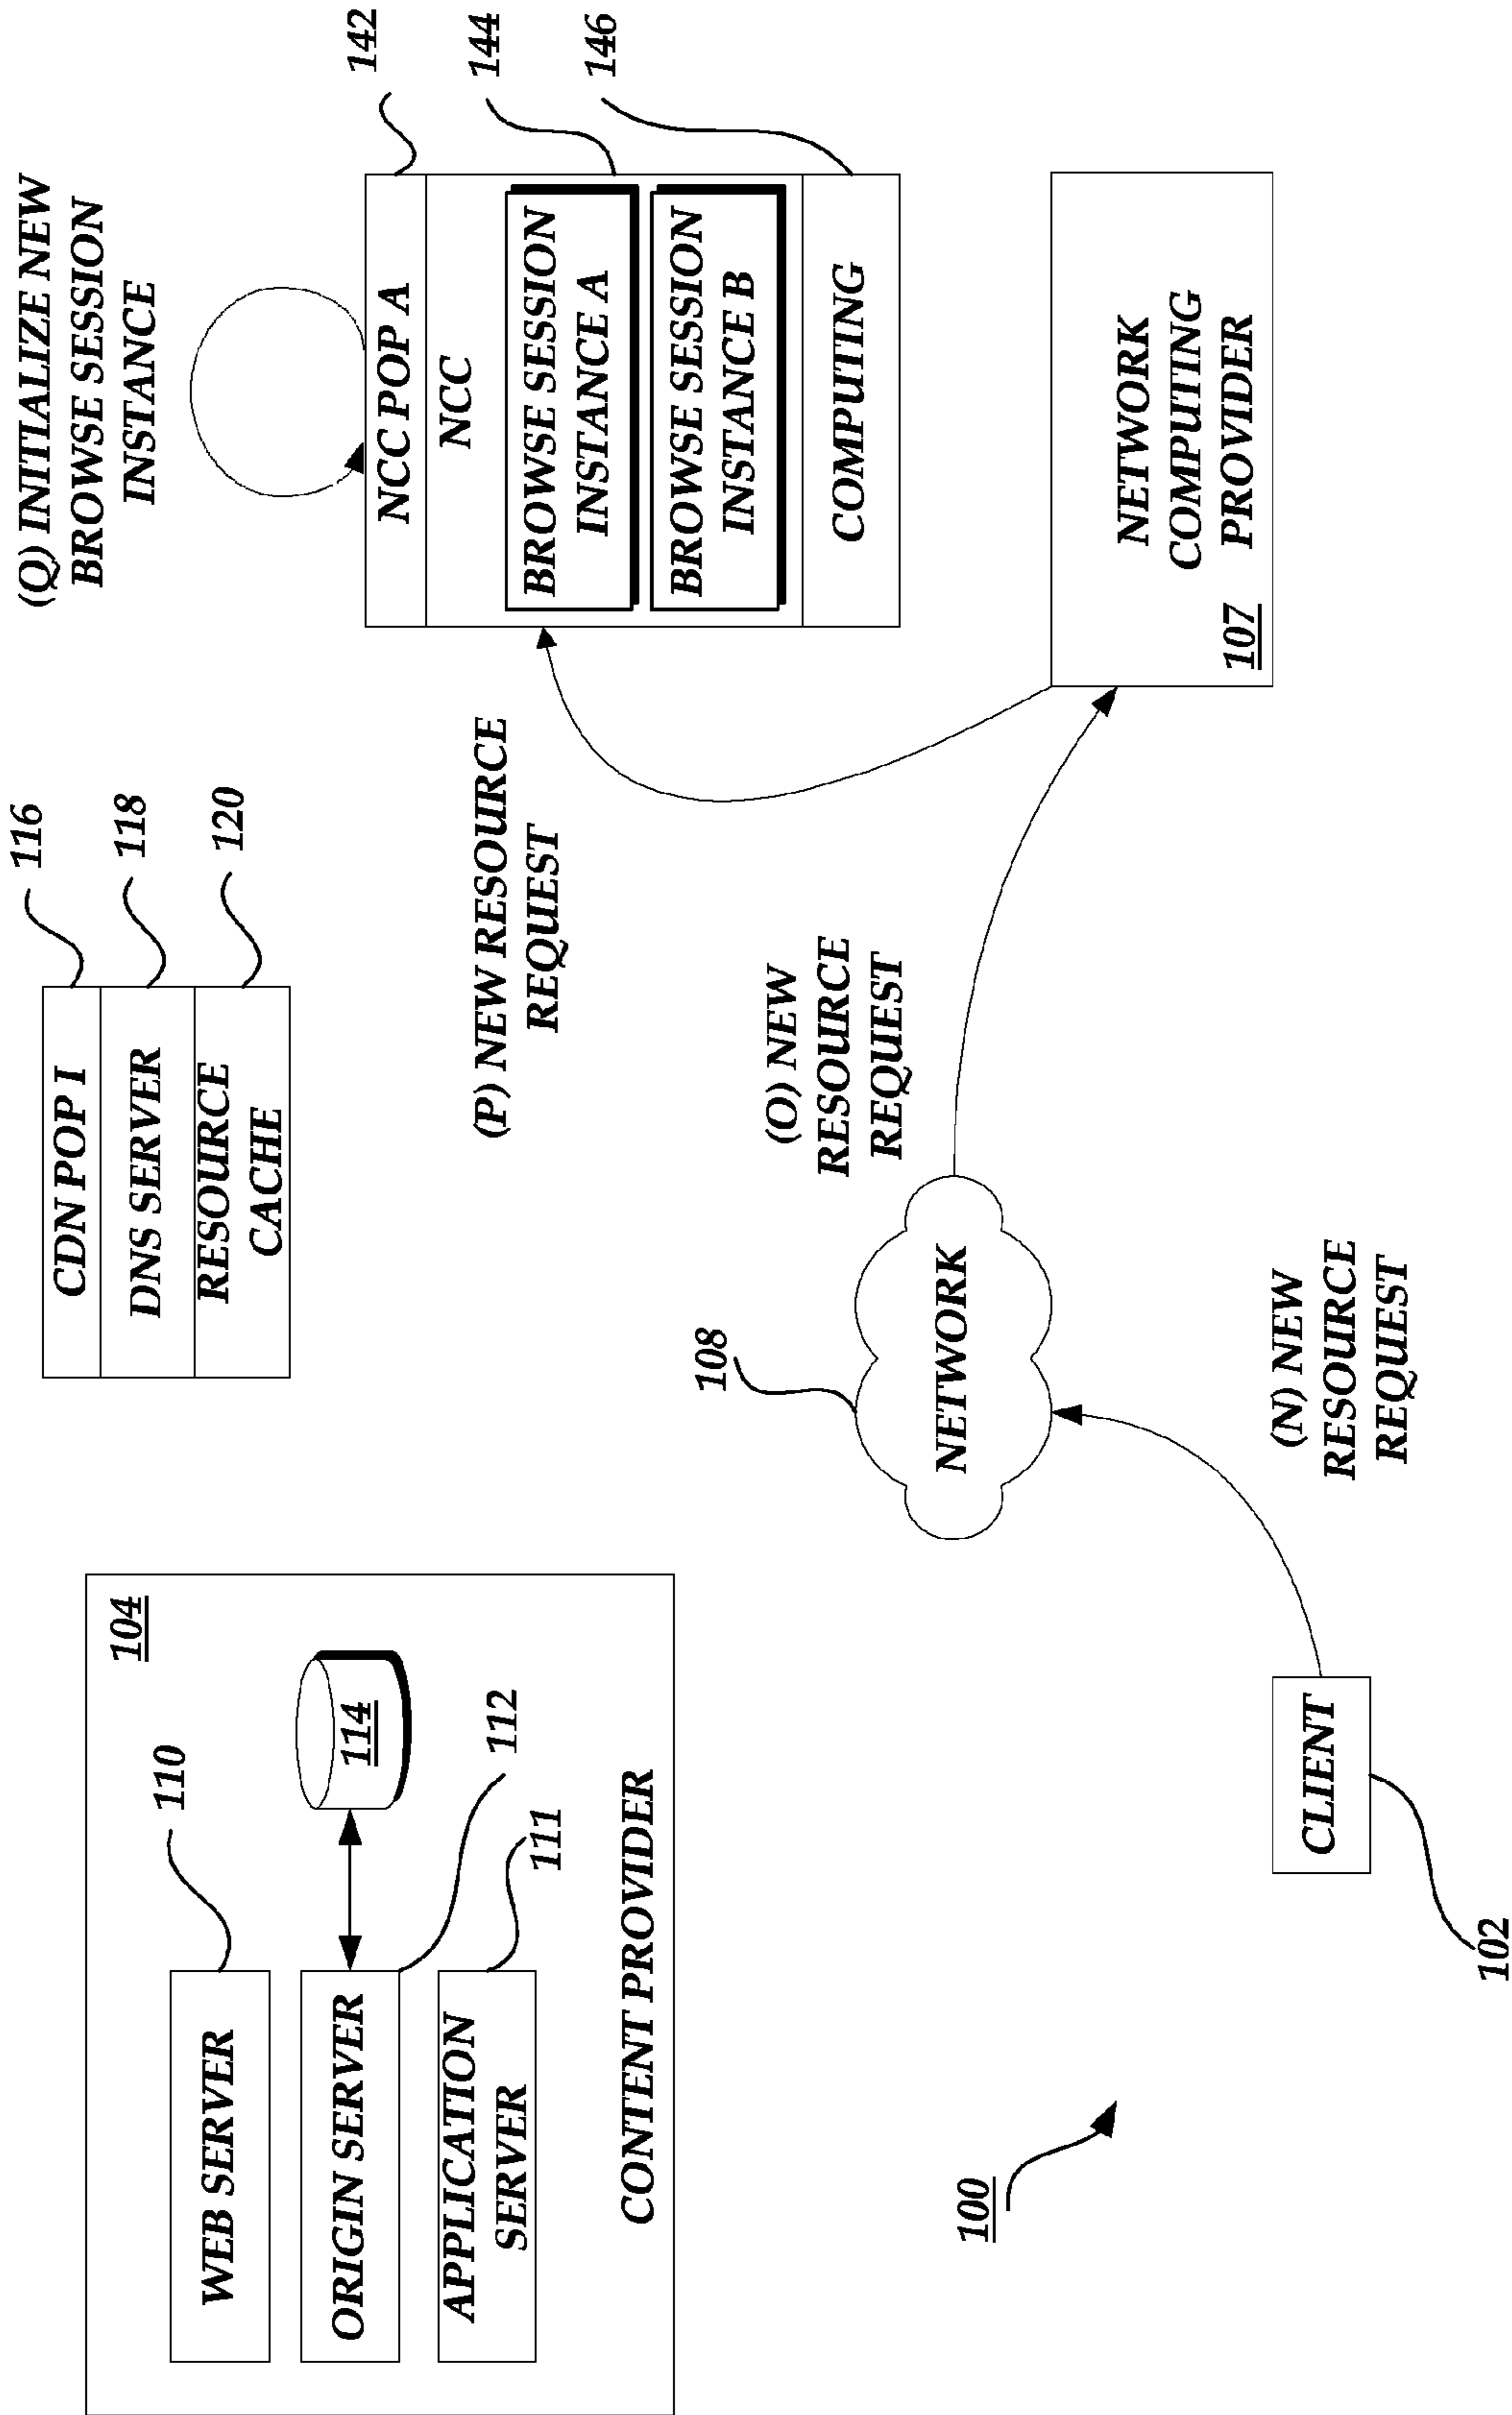 104
110
WEB SERVER
ORIGIN SERVER
114
112
APPLICATION
SERVER
111
CONTENT PROVIDER
116
CDN POP I
118
DNS SERVER
120
RESOURCE
CACHE
(Q) INITIALIZE NEW
BROWSE SESSION
INSTANCE
142
NCC POP A
144
NCC
BROWSE SESSION
INSTANCE A
146
BROWSE SESSION
INSTANCE B
COMPUTING
(P) NEW RESOURCE
REQUEST
108
NETWORK
(O) NEW
RESOURCE
REQUEST
NETWORK
COMPUTING
PROVIDER
107
100
CLIENT
102
(N) NEW
RESOURCE
REQUEST